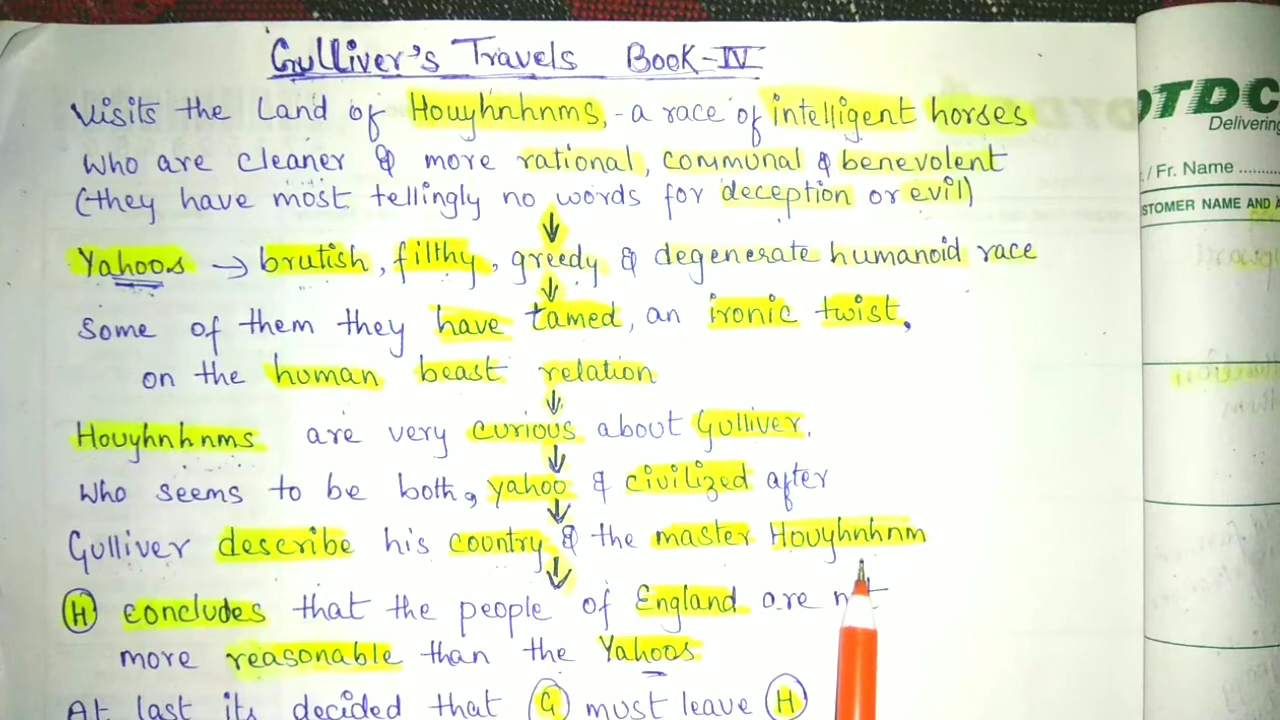 Gulliver's Travels Book-IV
Visits the Land of Houyhnhnms, - a race of intelligent horses
who are cleaner & more rational, communal & benevolent
(they have most tellingly no words for deception or evil)
Yahoos → brutish, filthy, greedy & degenerate humanoid race
Some of them they have tamed, an ironic twist,
on the human beast relation
Houyhnhnms are very curious about Gulliver,
who seems to be both, yahoo & civilized after
Gulliver describe his country & the master Houyhnhnm
(H) concludes that the people of England are not
more reasonable than the Yahoos
At last its decided that (G) must leave (H)
DTDC
Delivering
/ Fr. Name ..........
STOMER NAME AND A